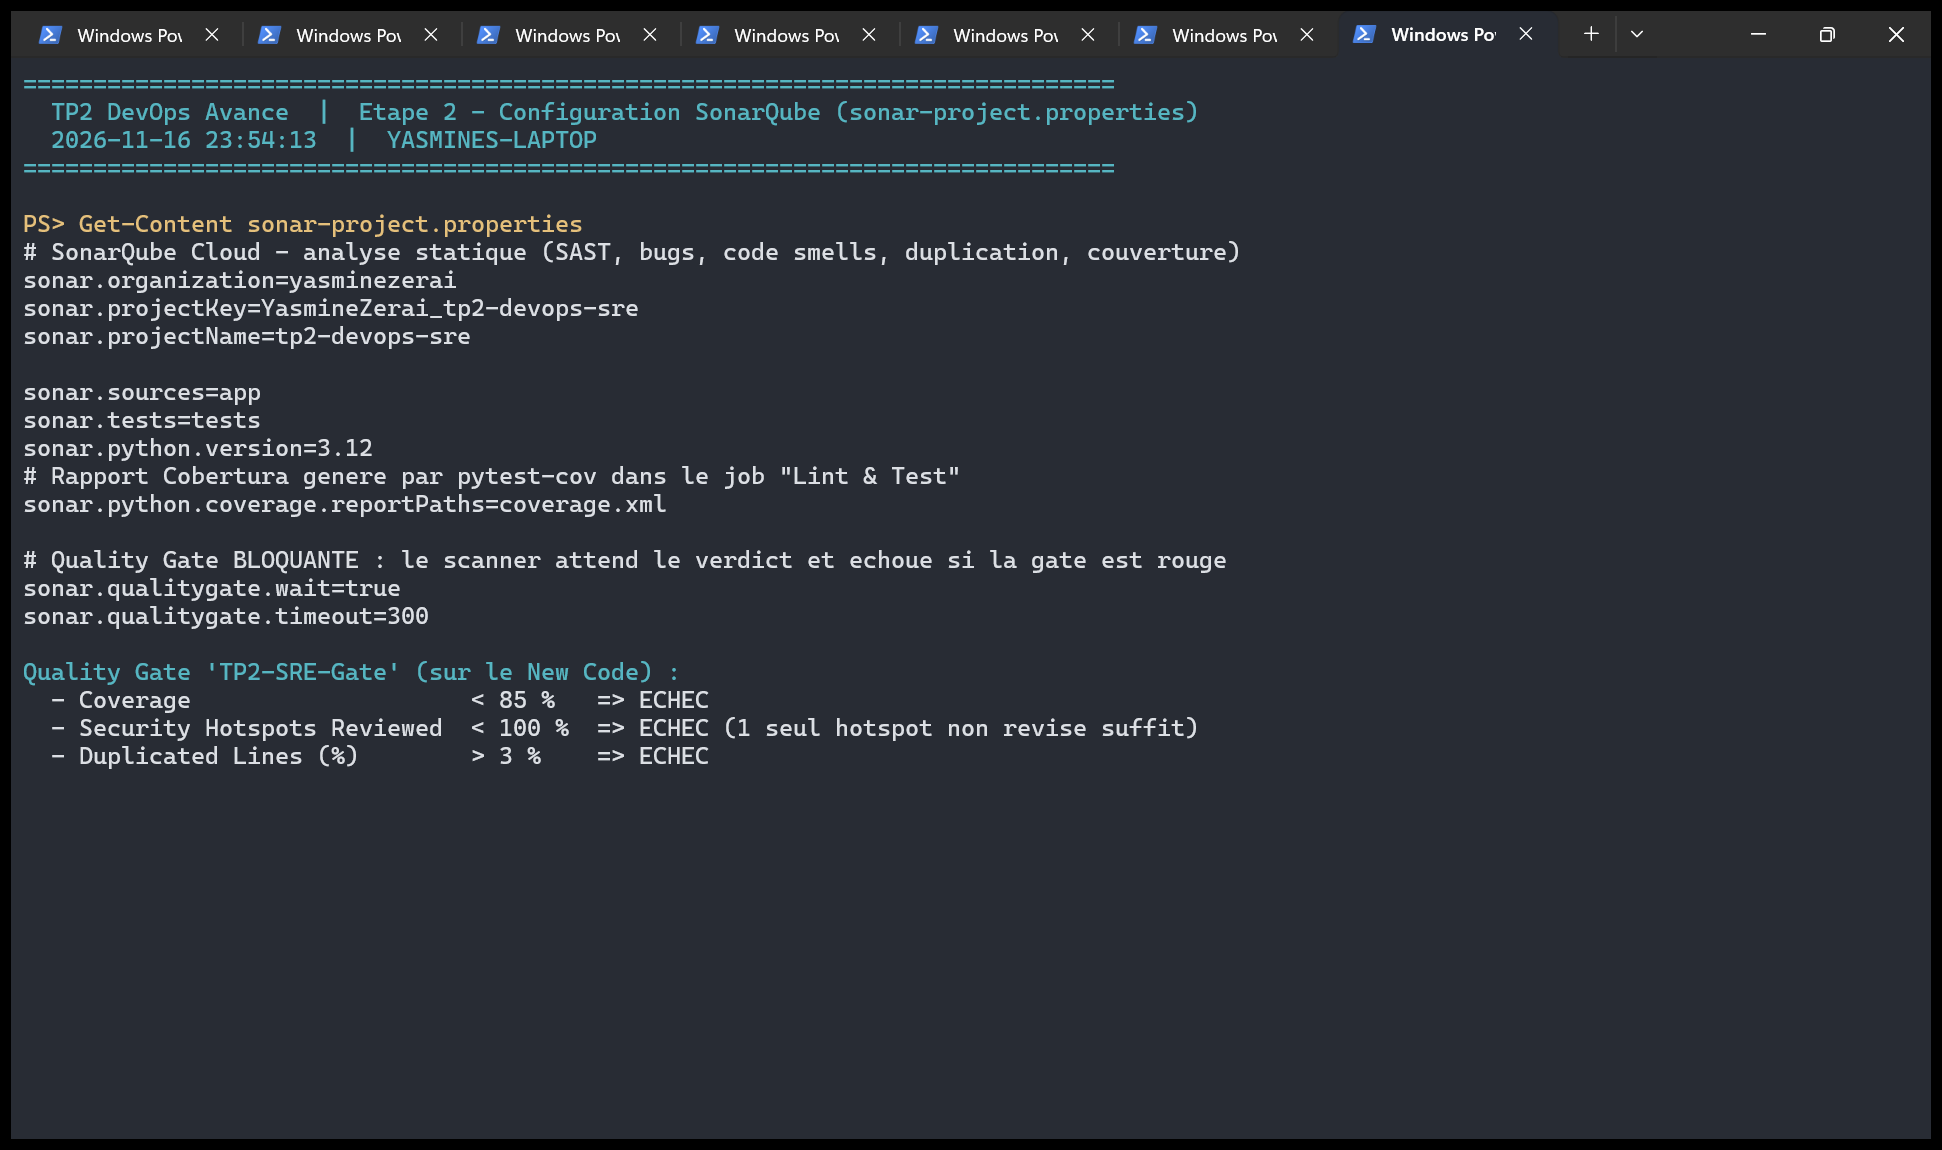 Windows Pov Windows Pov Windows Pov Windows Pov Windows Pov Windows Pov Windows Po
==============================================================================
TP2 DevOps Avance | Etape 2 - Configuration SonarQube (sonar-project.properties)
2026-11-16 23:54:13 | YASMINES-LAPTOP
==============================================================================
PS> Get-Content sonar-project.properties
# SonarQube Cloud - analyse statique (SAST, bugs, code smells, duplication, couverture)
sonar.organization=yasminezerai
sonar.projectKey=YasmineZerai_tp2-devops-sre
sonar.projectName=tp2-devops-sre
sonar.sources=app
sonar.tests=tests
sonar.python.version=3.12
# Rapport Cobertura genere par pytest-cov dans le job "Lint & Test"
sonar.python.coverage.reportPaths=coverage.xml
# Quality Gate BLOQUANTE : le scanner attend le verdict et echoue si la gate est rouge
sonar.qualitygate.wait=true
sonar.qualitygate.timeout=300
Quality Gate 'TP2-SRE-Gate' (sur le New Code) :
- Coverage < 85 % => ECHEC
- Security Hotspots Reviewed < 100 % => ECHEC (1 seul hotspot non revise suffit)
- Duplicated Lines (%) > 3 % => ECHEC